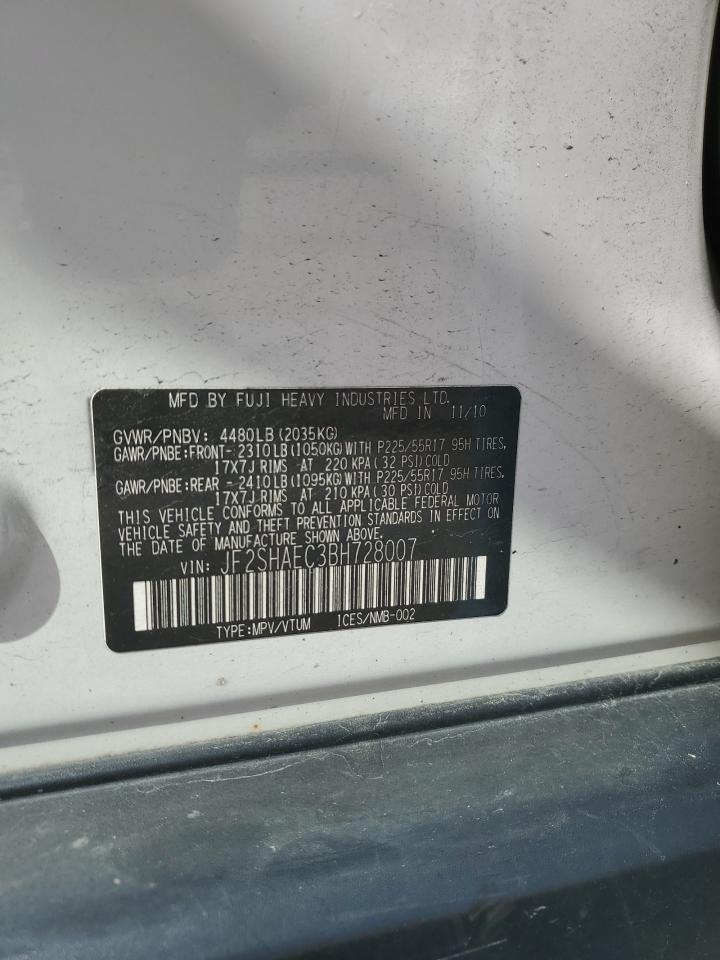 MFD BY FUJI HEAVY INDUSTRIES LTD.
MFD IN 11/10
GVWR/PNBV: 4480LB (2035KG)
GAWR/PNBE:FRONT- 2310LB(1050KG)WITH P225/55R17 95H TIRES,
17X7J RIMS AT 220 KPA( 32 PSI)COLD
GAWR/PNBE:REAR - 2410LB(1095KG)WITH P225/55R17 95H TIRES,
17X7J RIMS AT 210 KPA( 30 PSI)COLD
THIS VEHICLE CONFORMS TO ALL APPLICABLE FEDERAL MOTOR
VEHICLE SAFETY AND THEFT PREVENTION STANDARDS IN EFFECT
ON THE DATE OF MANUFACTURE SHOWN ABOVE.
VIN: JF2SHAEC3BH728007
TYPE:MPV/VTUM ICES/NMB-002